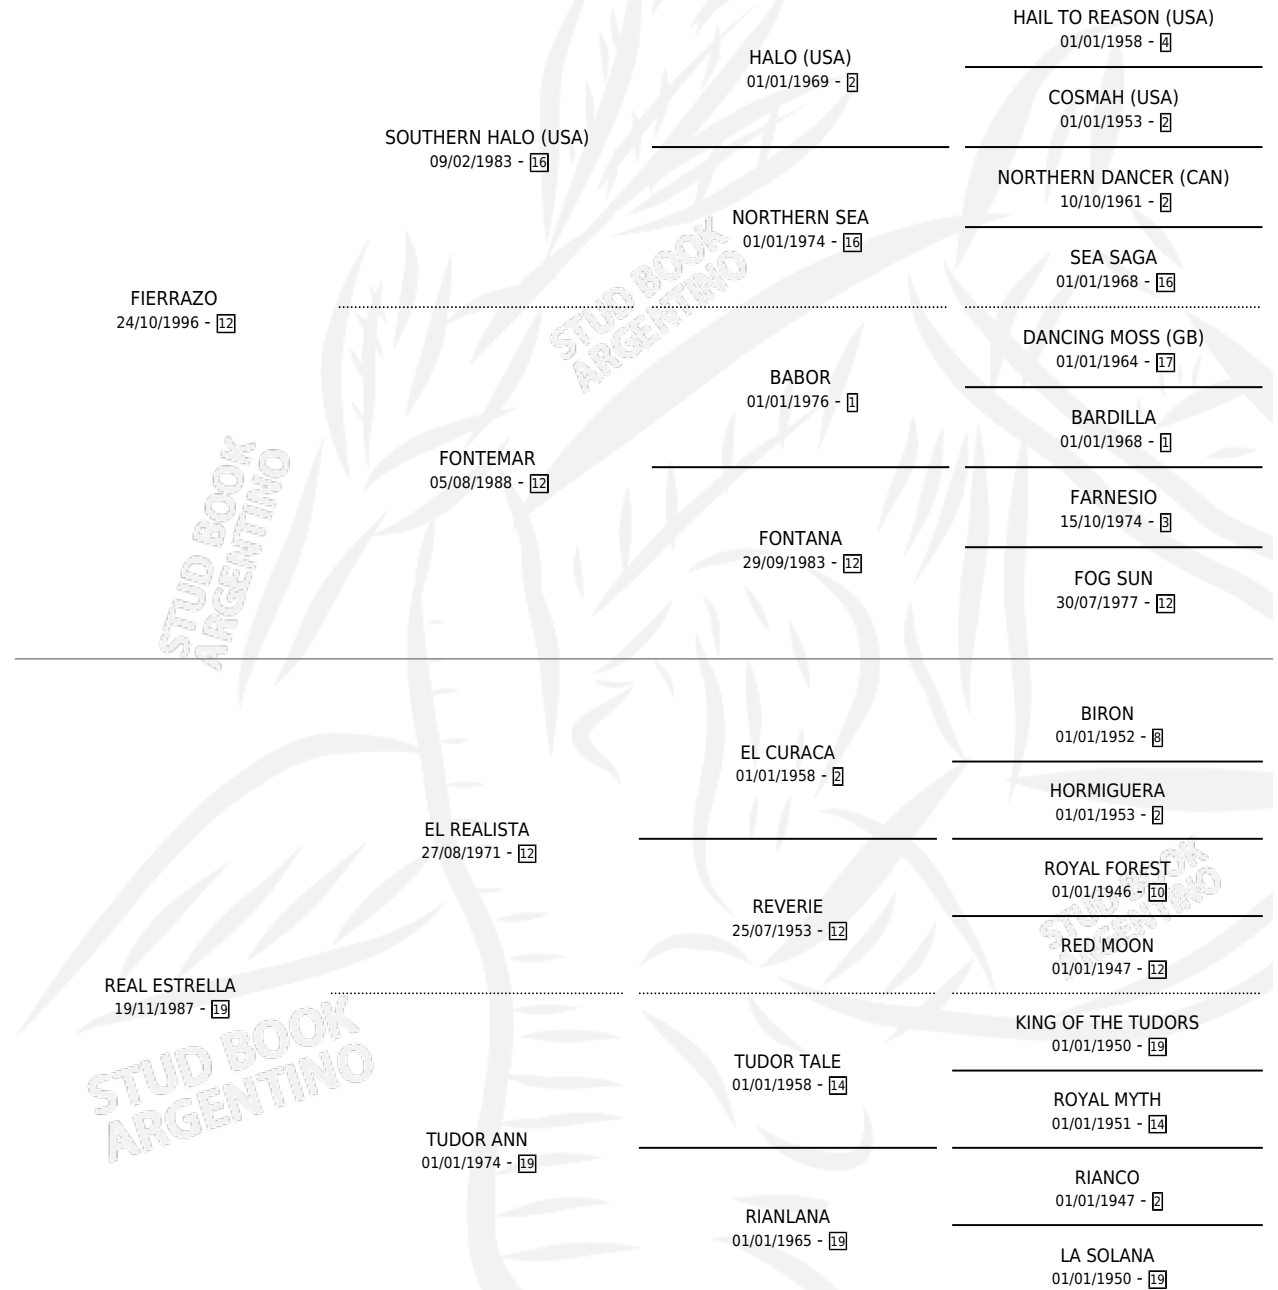 HAIL TO REASON (USA)
01/01/1958 - 4
HALO (USA)
01/01/1969 - 2
COSMAH (USA)
01/01/1953 - 2
SOUTHERN HALO (USA)
09/02/1983 - 16
NORTHERN DANCER (CAN)
10/10/1961 - 2
NORTHERN SEA
01/01/1974 - 16
SEA SAGA
01/01/1968 - 16
STUD BOOK
ARGENTINO
FIERRAZO
24/10/1996 - 12
DANCING MOSS (GB)
01/01/1964 - 17
BABOR
01/01/1976 - 1
BARDILLA
01/01/1968 - 1
FONTEMAR
05/08/1988 - 12
FARNESIO
15/10/1974 - 3
FONTANA
29/09/1983 - 12
FOG SUN
30/07/1977 - 12
STUD BOOK
ARGENTINO
BIRON
01/01/1952 - 8
EL CURACA
01/01/1958 - 2
HORMIGUERA
01/01/1953 - 2
EL REALISTA
27/08/1971 - 12
ROYAL FOREST
01/01/1946 - 10
REVERIE
25/07/1953 - 12
RED MOON
01/01/1947 - 12
STUD BOOK
ARGENTINO
REAL ESTRELLA
19/11/1987 - 19
KING OF THE TUDORS
01/01/1950 - 19
TUDOR TALE
01/01/1958 - 14
ROYAL MYTH
01/01/1951 - 14
STUD BOOK
ARGENTINO
TUDOR ANN
01/01/1974 - 19
RIANCO
01/01/1947 - 2
RIANLANA
01/01/1965 - 19
LA SOLANA
01/01/1950 - 19